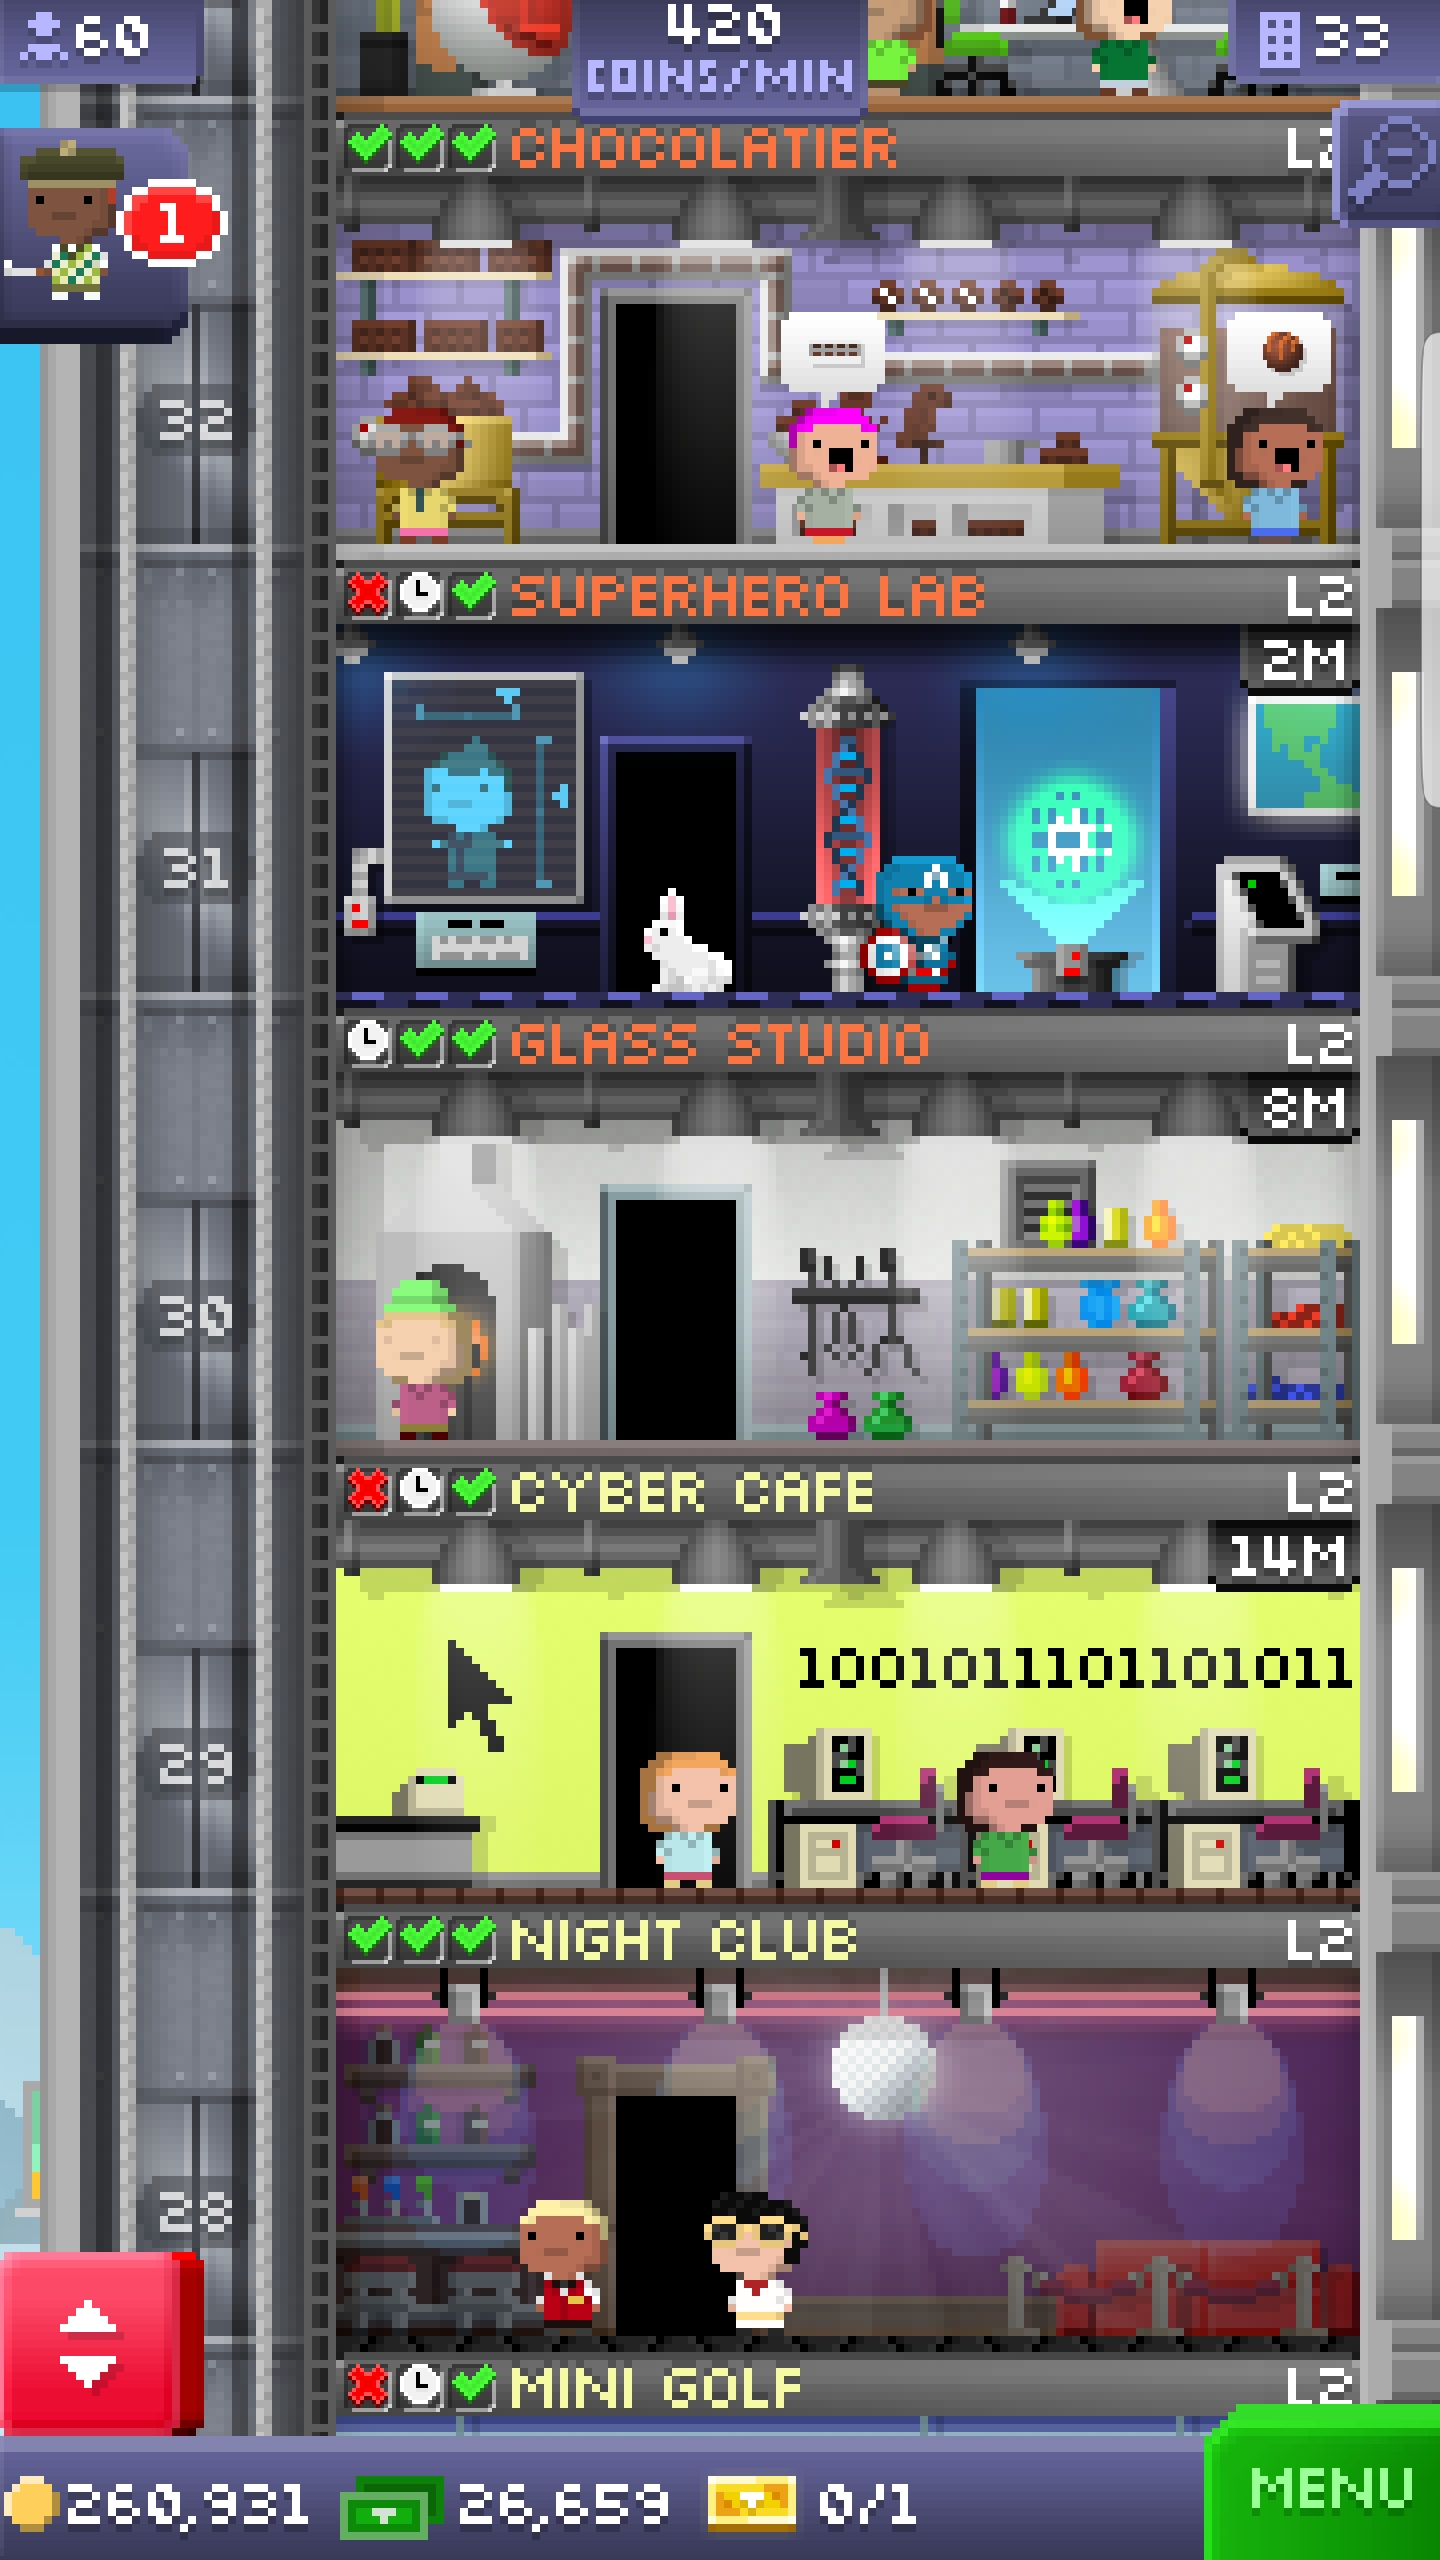 60
420
COINS/MIN
33
1
CHOCOLATIER
32
SUPERHERO LAB L2
2M
A
31
GLASS STUDIO L2
8M
30
CYBER CAFE L2
14M
1001011101101011
29
NIGHT CLUB L2
28
MINI GOLF L2
260,931 26,659 0/1
MENU